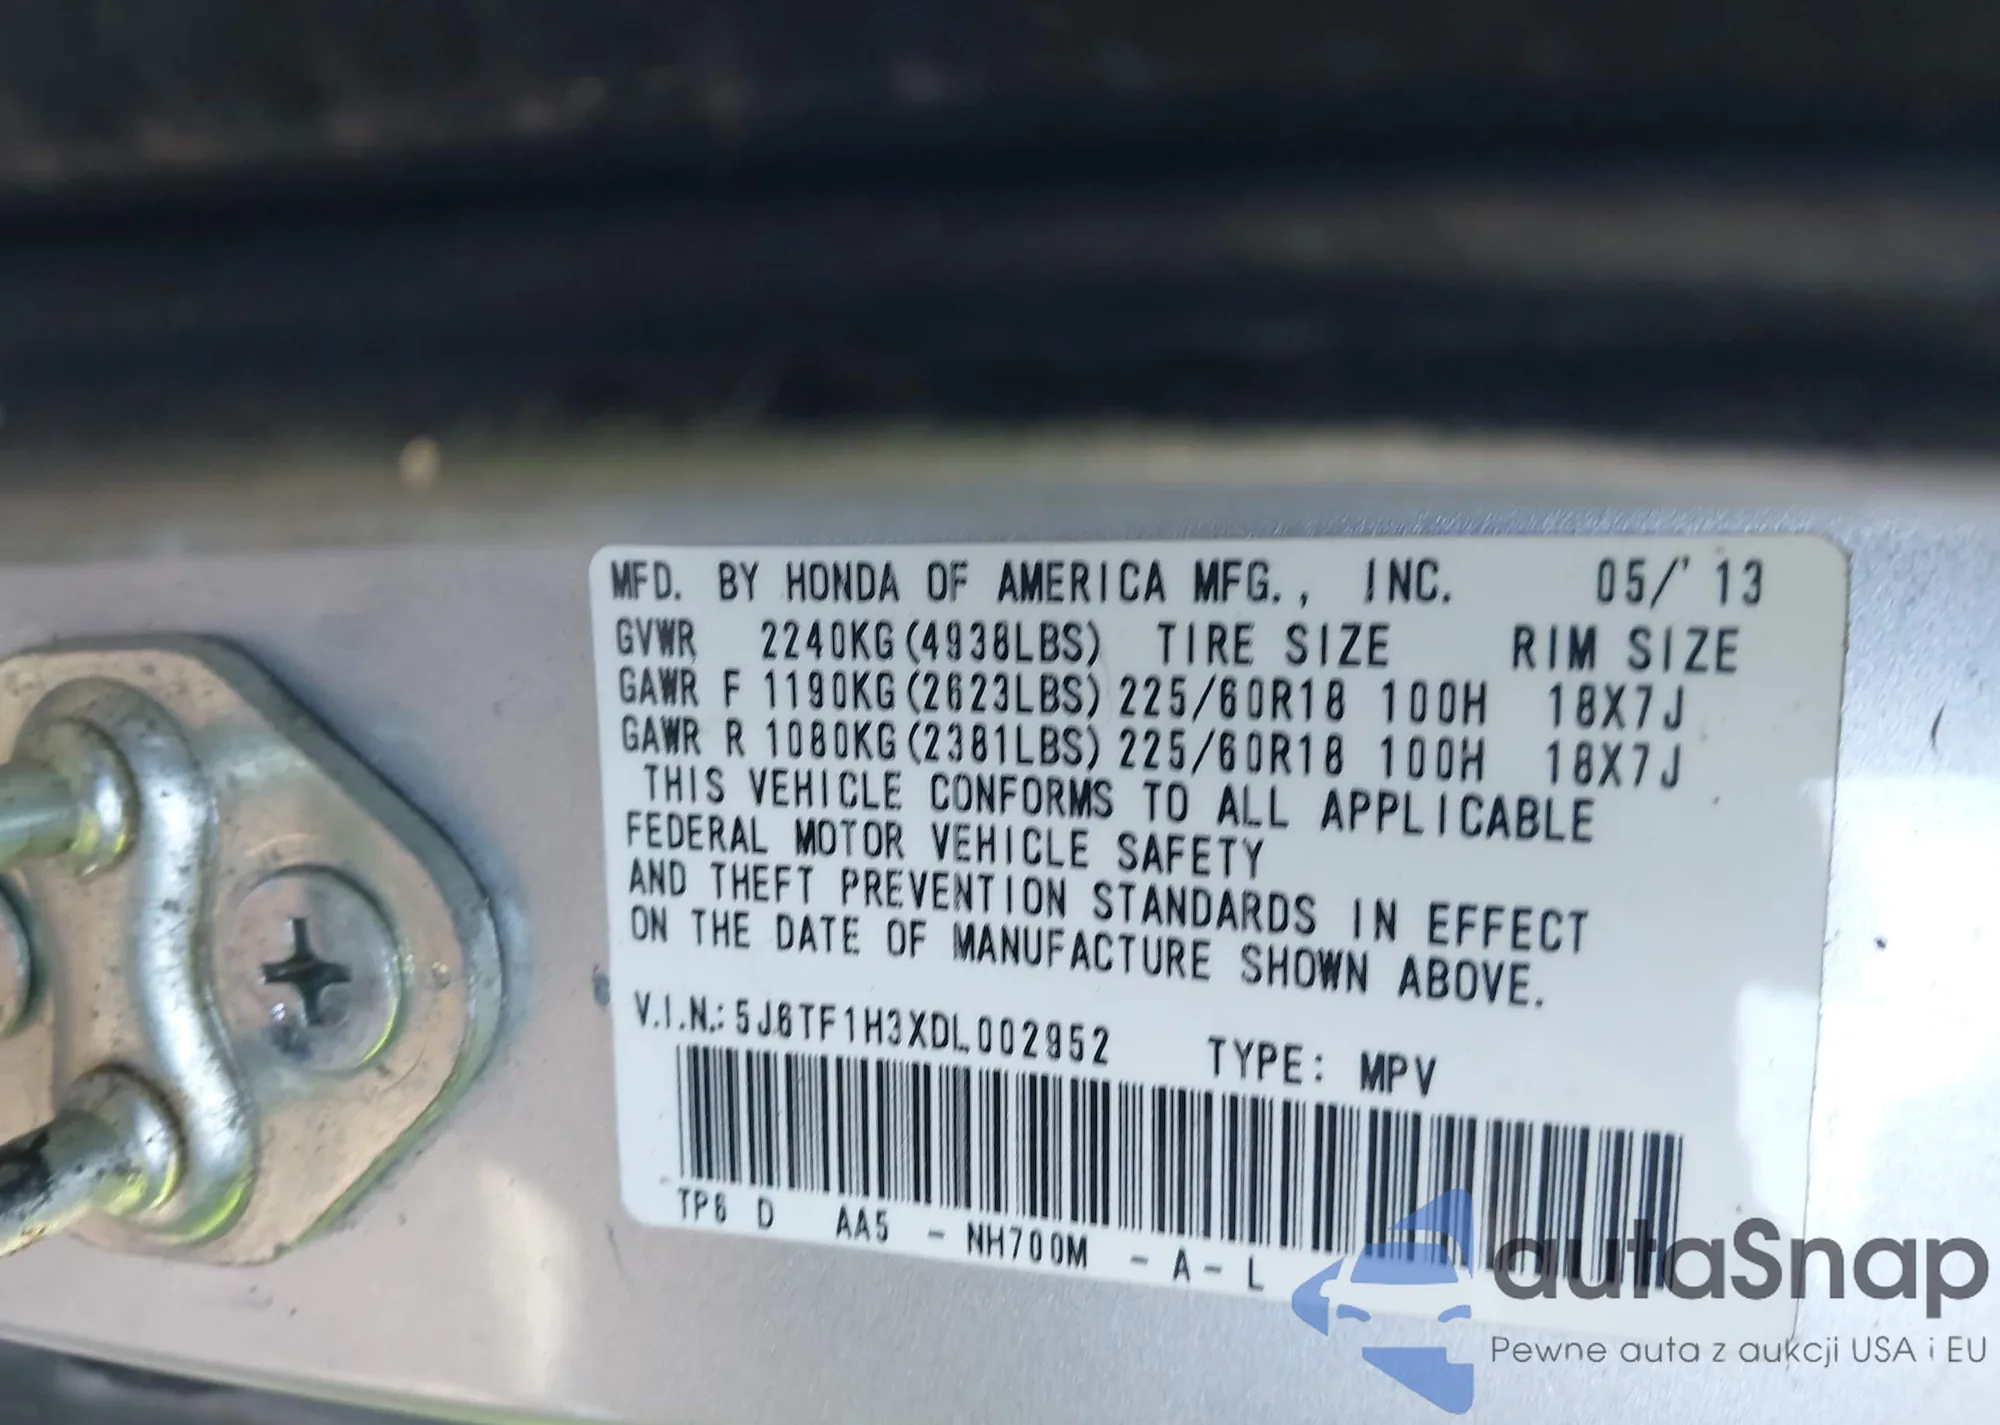 MFD. BY HONDA OF AMERICA MFG., INC. 05/'13
GVWR 2240KG(4938LBS) TIRE SIZE RIM SIZE
GAWR F 1190KG(2623LBS) 225/60R18 100H 18X7J
GAWR R 1080KG(2381LBS) 225/60R18 100H 18X7J
THIS VEHICLE CONFORMS TO ALL APPLICABLE
FEDERAL MOTOR VEHICLE SAFETY
AND THEFT PREVENTION STANDARDS IN EFFECT
ON THE DATE OF MANUFACTURE SHOWN ABOVE.
V.I.N.: 5J6TF1H3XDL002952 TYPE: MPV
TP6 D AA5 - NH700M - A - L
autaSnap
Pewne auta z aukcji USA i EU